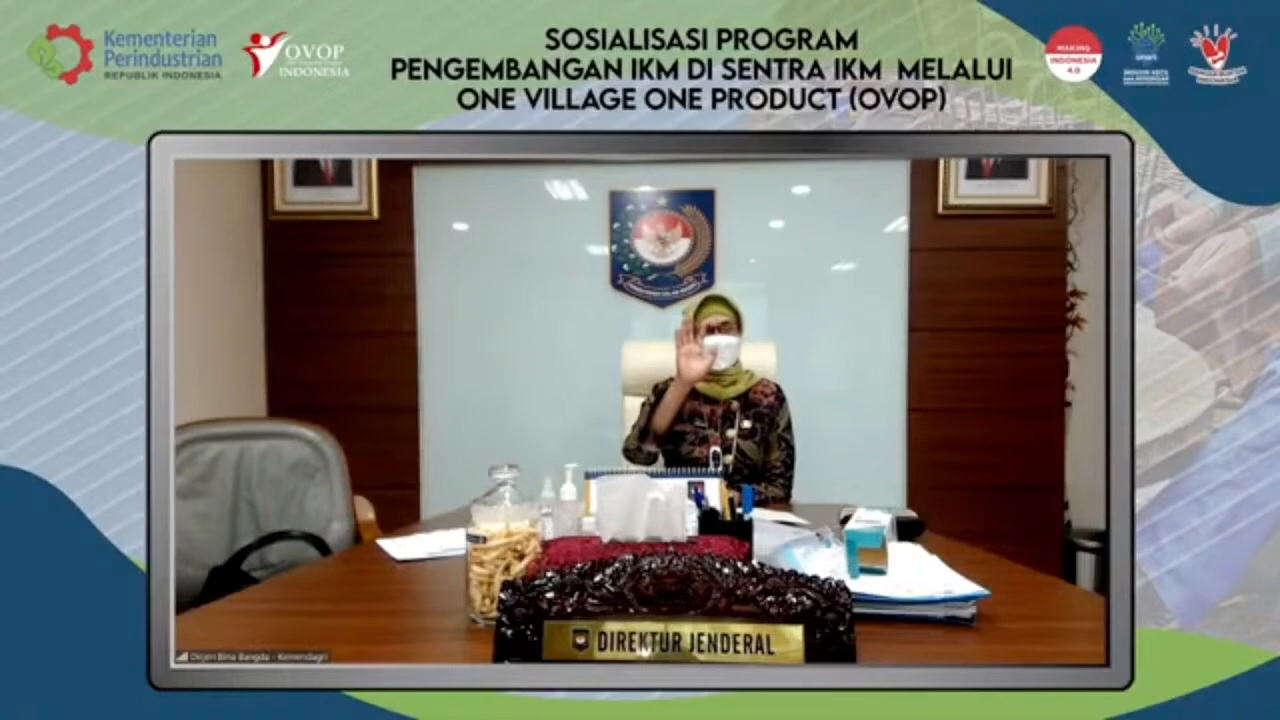 Kementerian
Perindustrian
REPUBLIK INDONESIA
OVOP
INDONESIA
SOSIALISASI PROGRAM
PENGEMBANGAN IKM DI SENTRA IKM MELALUI
ONE VILLAGE ONE PRODUCT (OVOP)
MAKING
INDONESIA
4.0
DIREKTUR JENDERAL
Dirjen Bina Bangda - Kemendagri